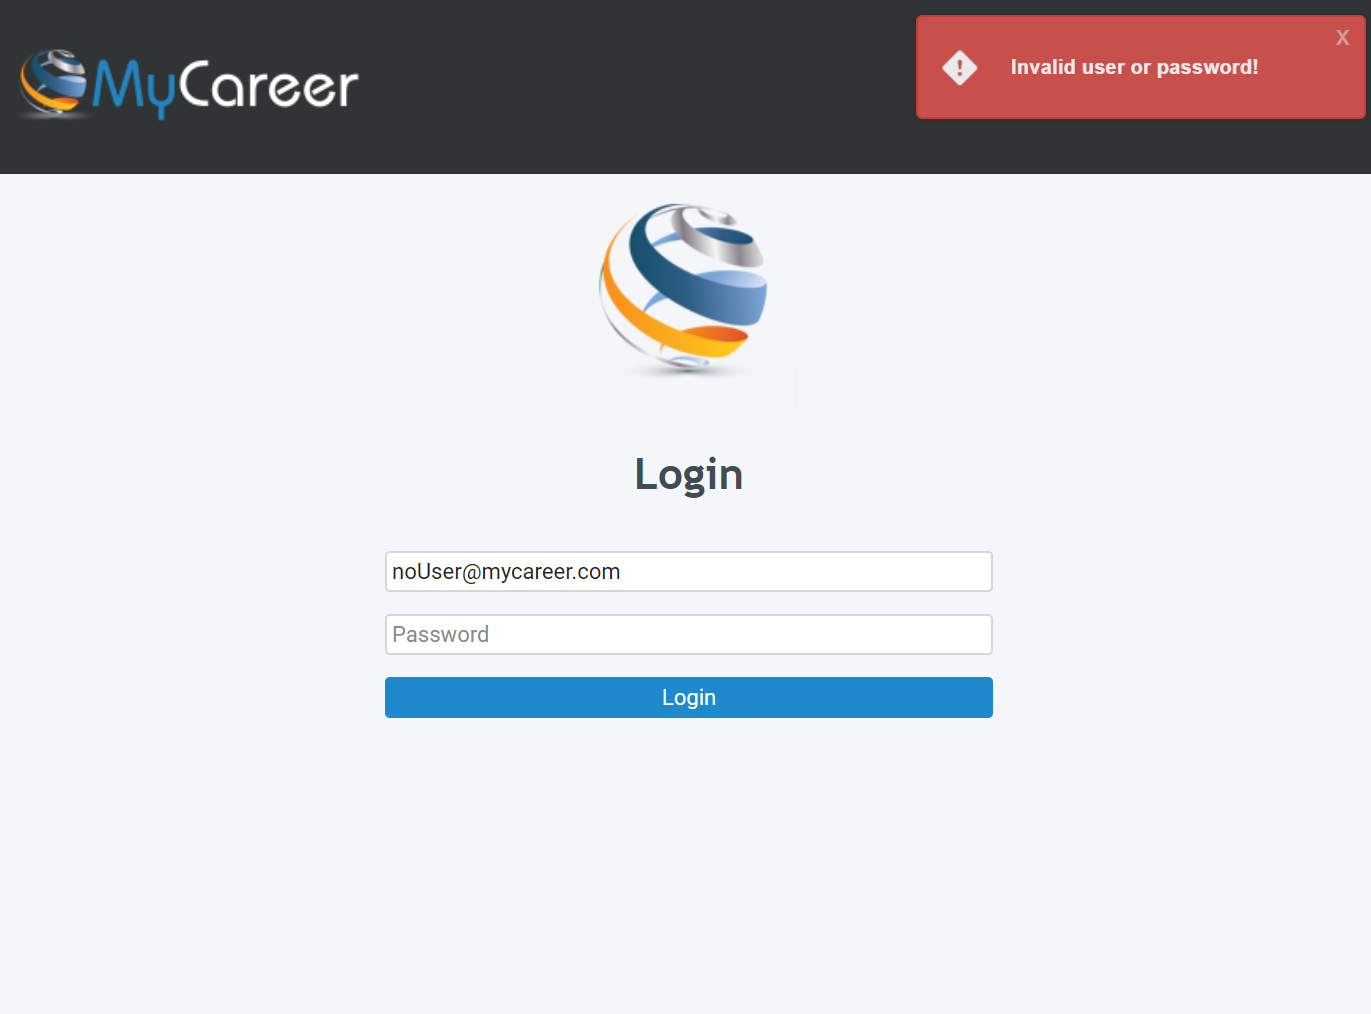 MyCareer
X
Invalid user or password!
Login
noUser@mycareer.com
Password
Login